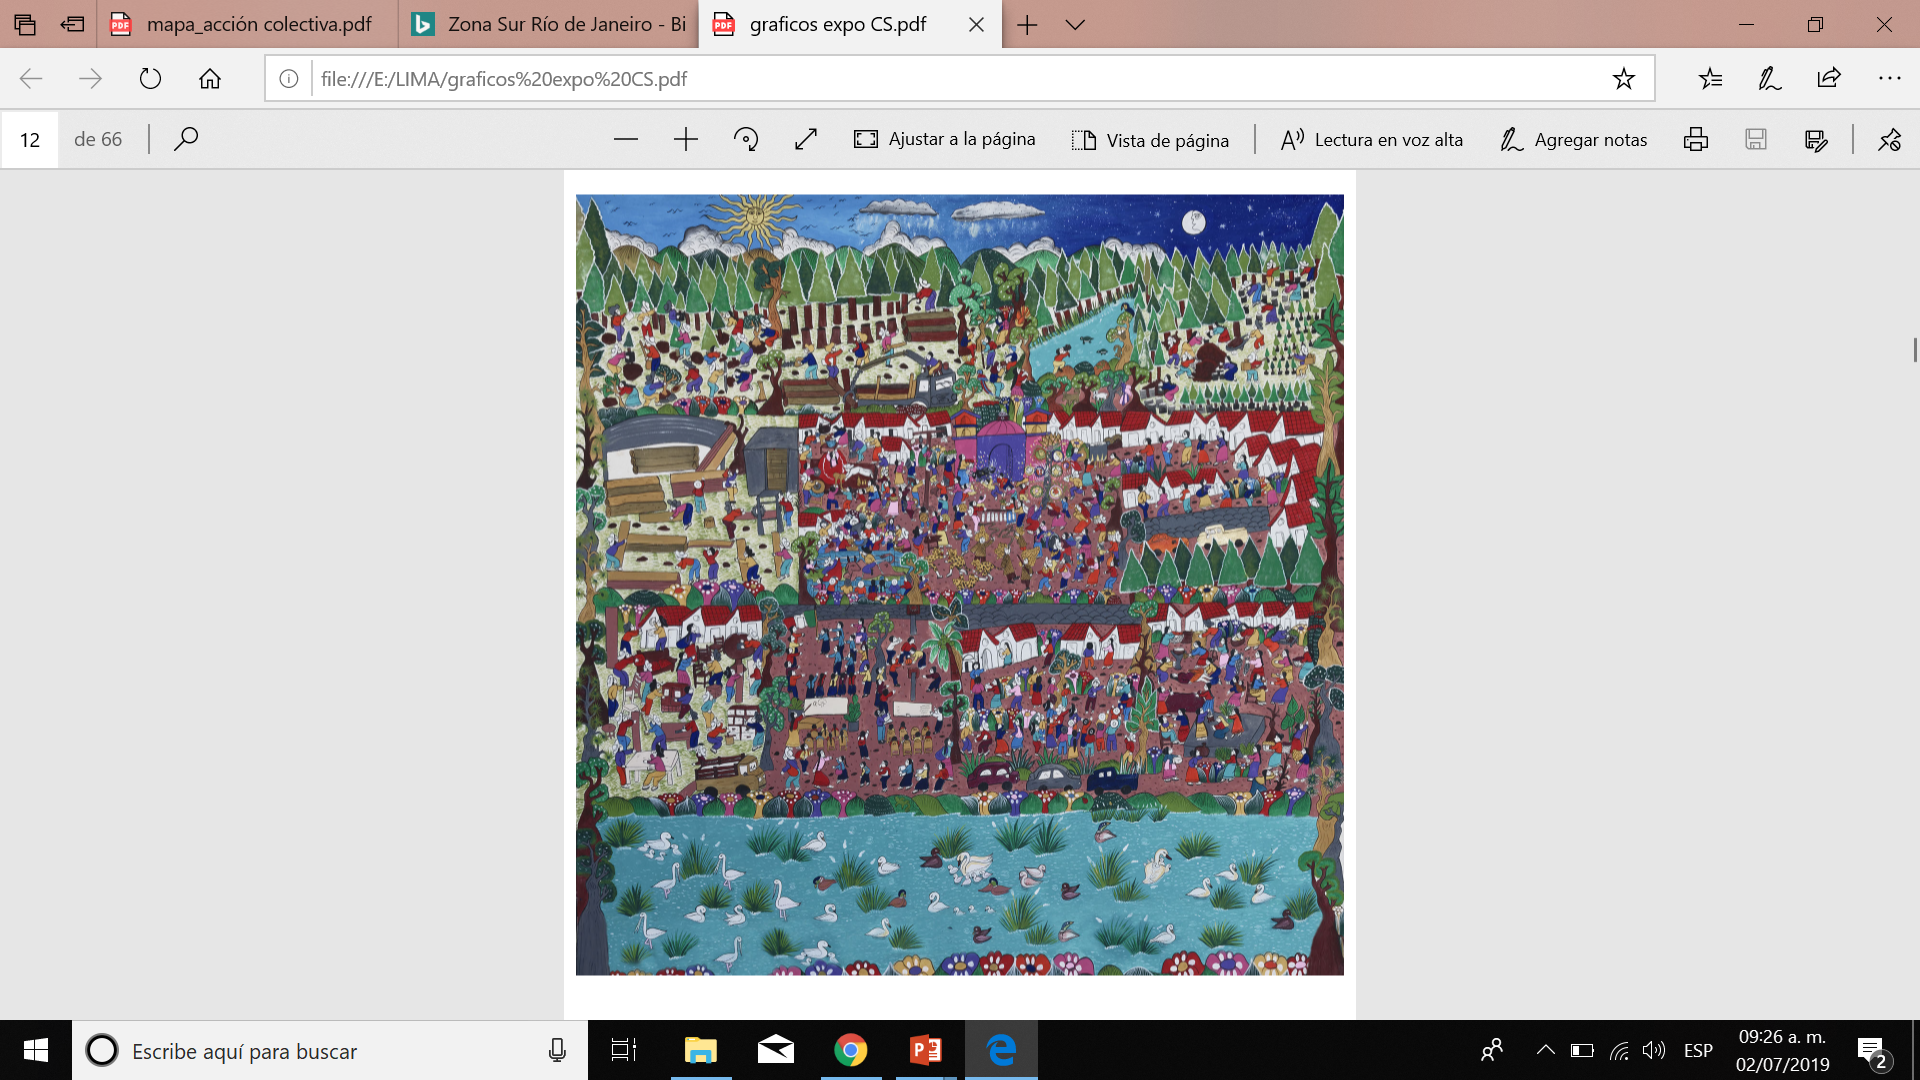 mapa_acción colectiva.pdf
Zona Sur Río de Janeiro - Bi
graficos expo CS.pdf
file:///E:/LIMA/graficos%20expo%20CS.pdf
12 de 66
Ajustar a la página
Vista de página
Lectura en voz alta
Agregar notas
Escribe aquí para buscar
ESP
09:26 a. m.
02/07/2019
2